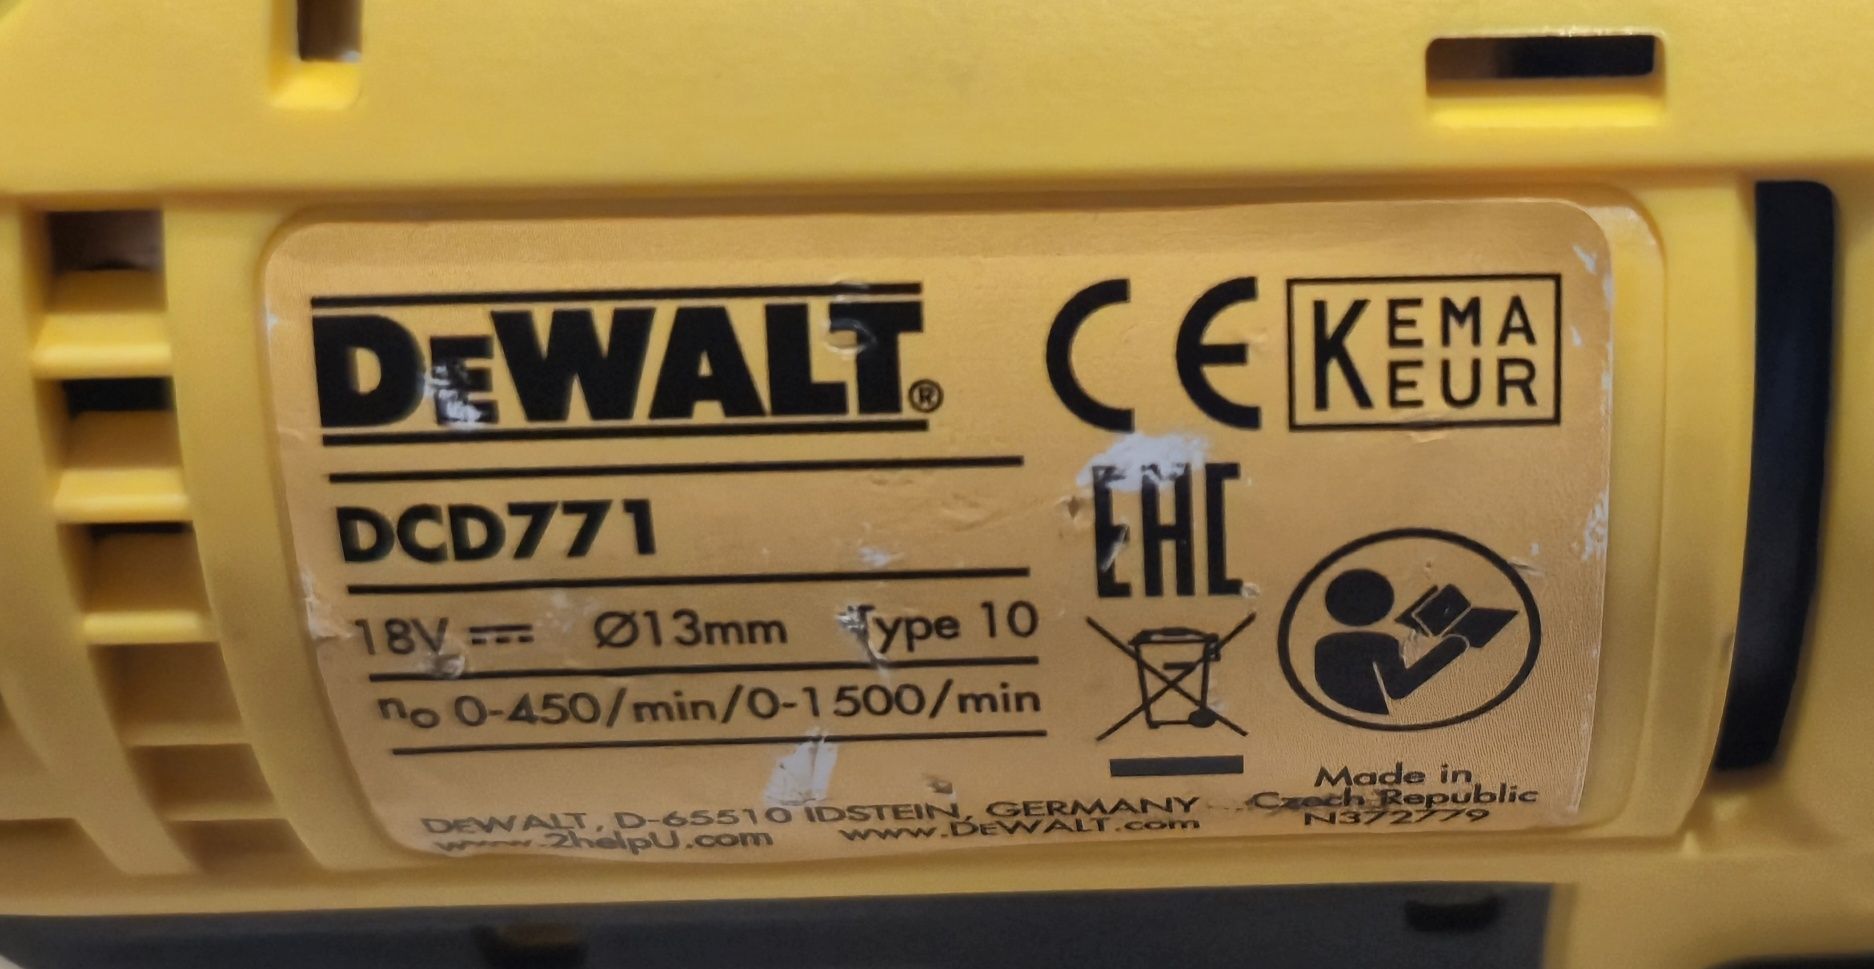 DEWALT®
CE
KEMA
EUR
DCD771
EAC
18V ⎓ Ø13mm Type 10
n₀ 0-450/min/0-1500/min
DEWALT, D-65510 IDSTEIN, GERMANY
www.2helpU.com www.DEWALT.com
Made in
Czech Republic
N372779